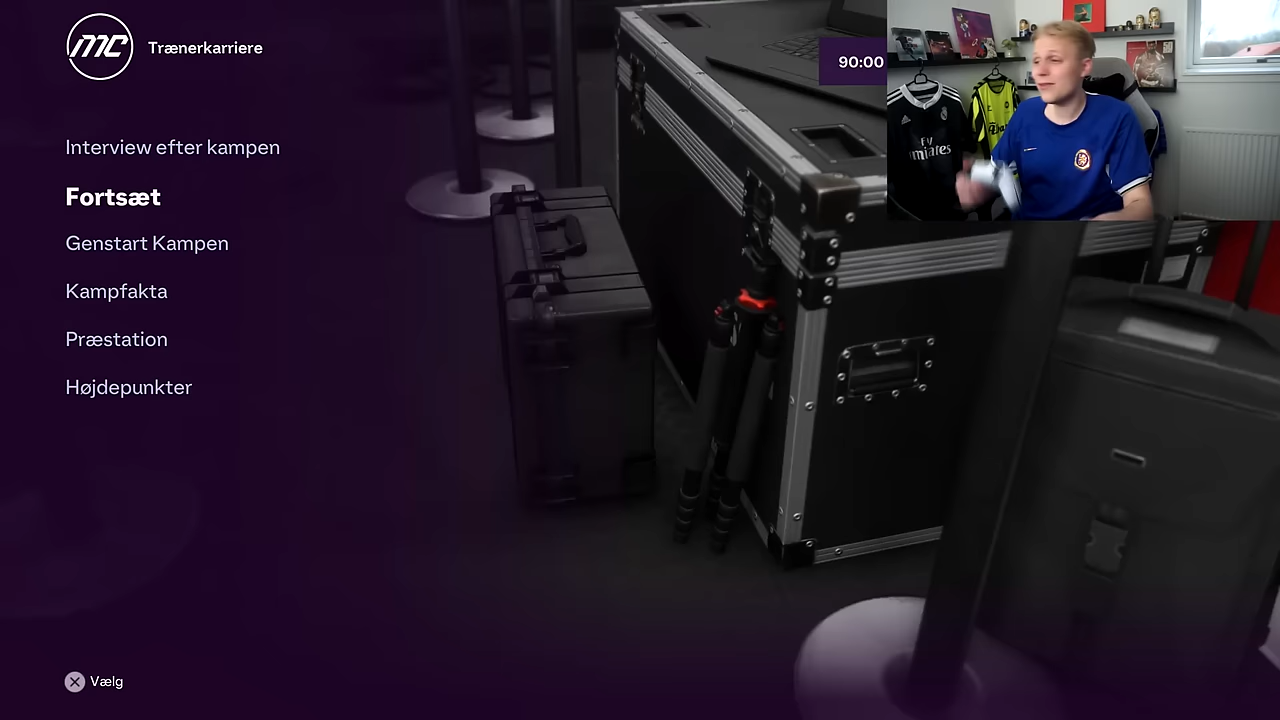 MC
Trænerkarriere
90:00
Interview efter kampen
Fortsæt
Genstart Kampen
Kampfakta
Præstation
Højdepunkter
Vælg
Fly
Emirates